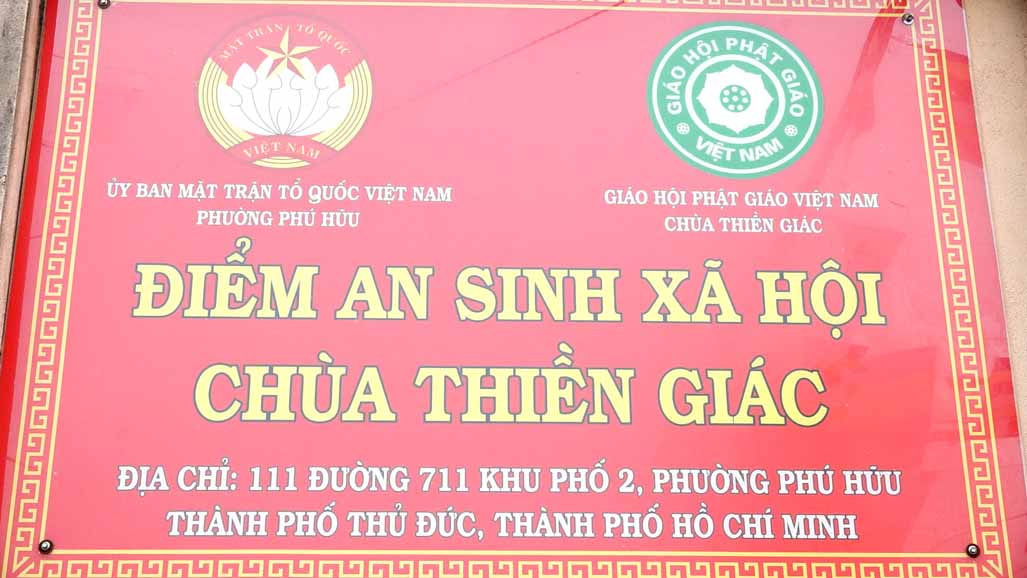 MẶT TRẬN TỔ QUỐC
VIỆT NAM
GIÁO HỘI PHẬT GIÁO
VIỆT NAM
ỦY BAN MẶT TRẬN TỔ QUỐC VIỆT NAM
PHƯỜNG PHÚ HỮU
GIÁO HỘI PHẬT GIÁO VIỆT NAM
CHÙA THIỀN GIÁC
ĐIỂM AN SINH XÃ HỘI
CHÙA THIỀN GIÁC
ĐỊA CHỈ: 111 ĐƯỜNG 711 KHU PHỐ 2, PHƯỜNG PHÚ HỮU
THÀNH PHỐ THỦ ĐỨC, THÀNH PHỐ HỒ CHÍ MINH